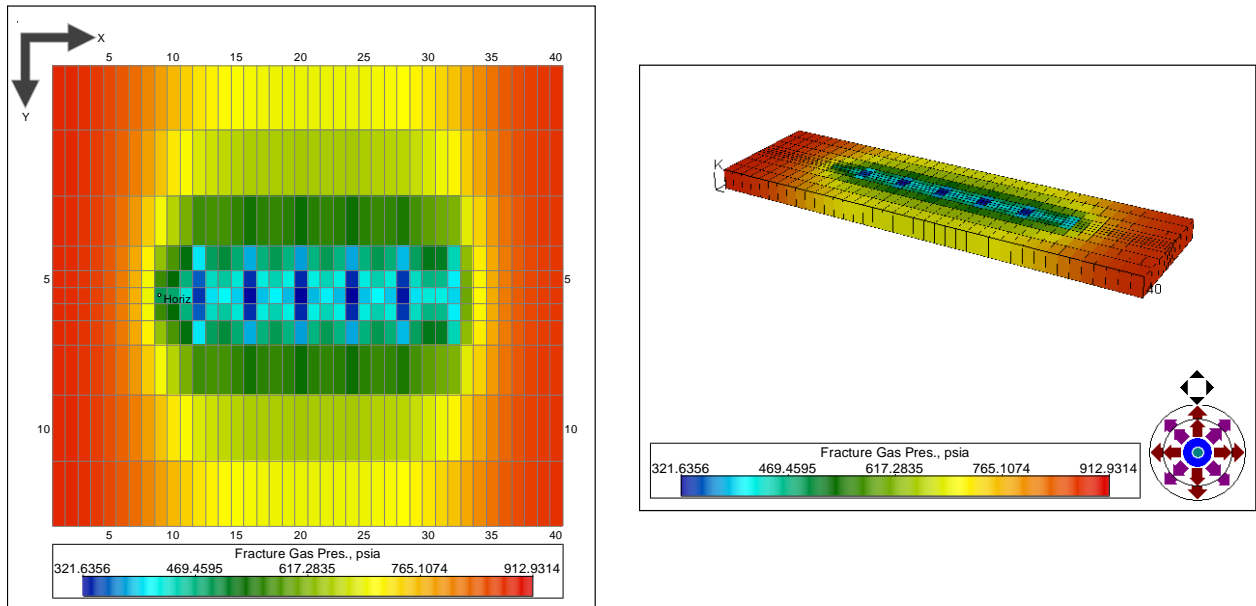 X
5 10 15 20 25 30 35 40
Y
5 5
Horiz
10 10
5 10 15 20 25 30 35 40
Fracture Gas Pres., psia
321.6356 469.4595 617.2835 765.1074 912.9314
K
40
Fracture Gas Pres., psia
321.6356 469.4595 617.2835 765.1074 912.9314